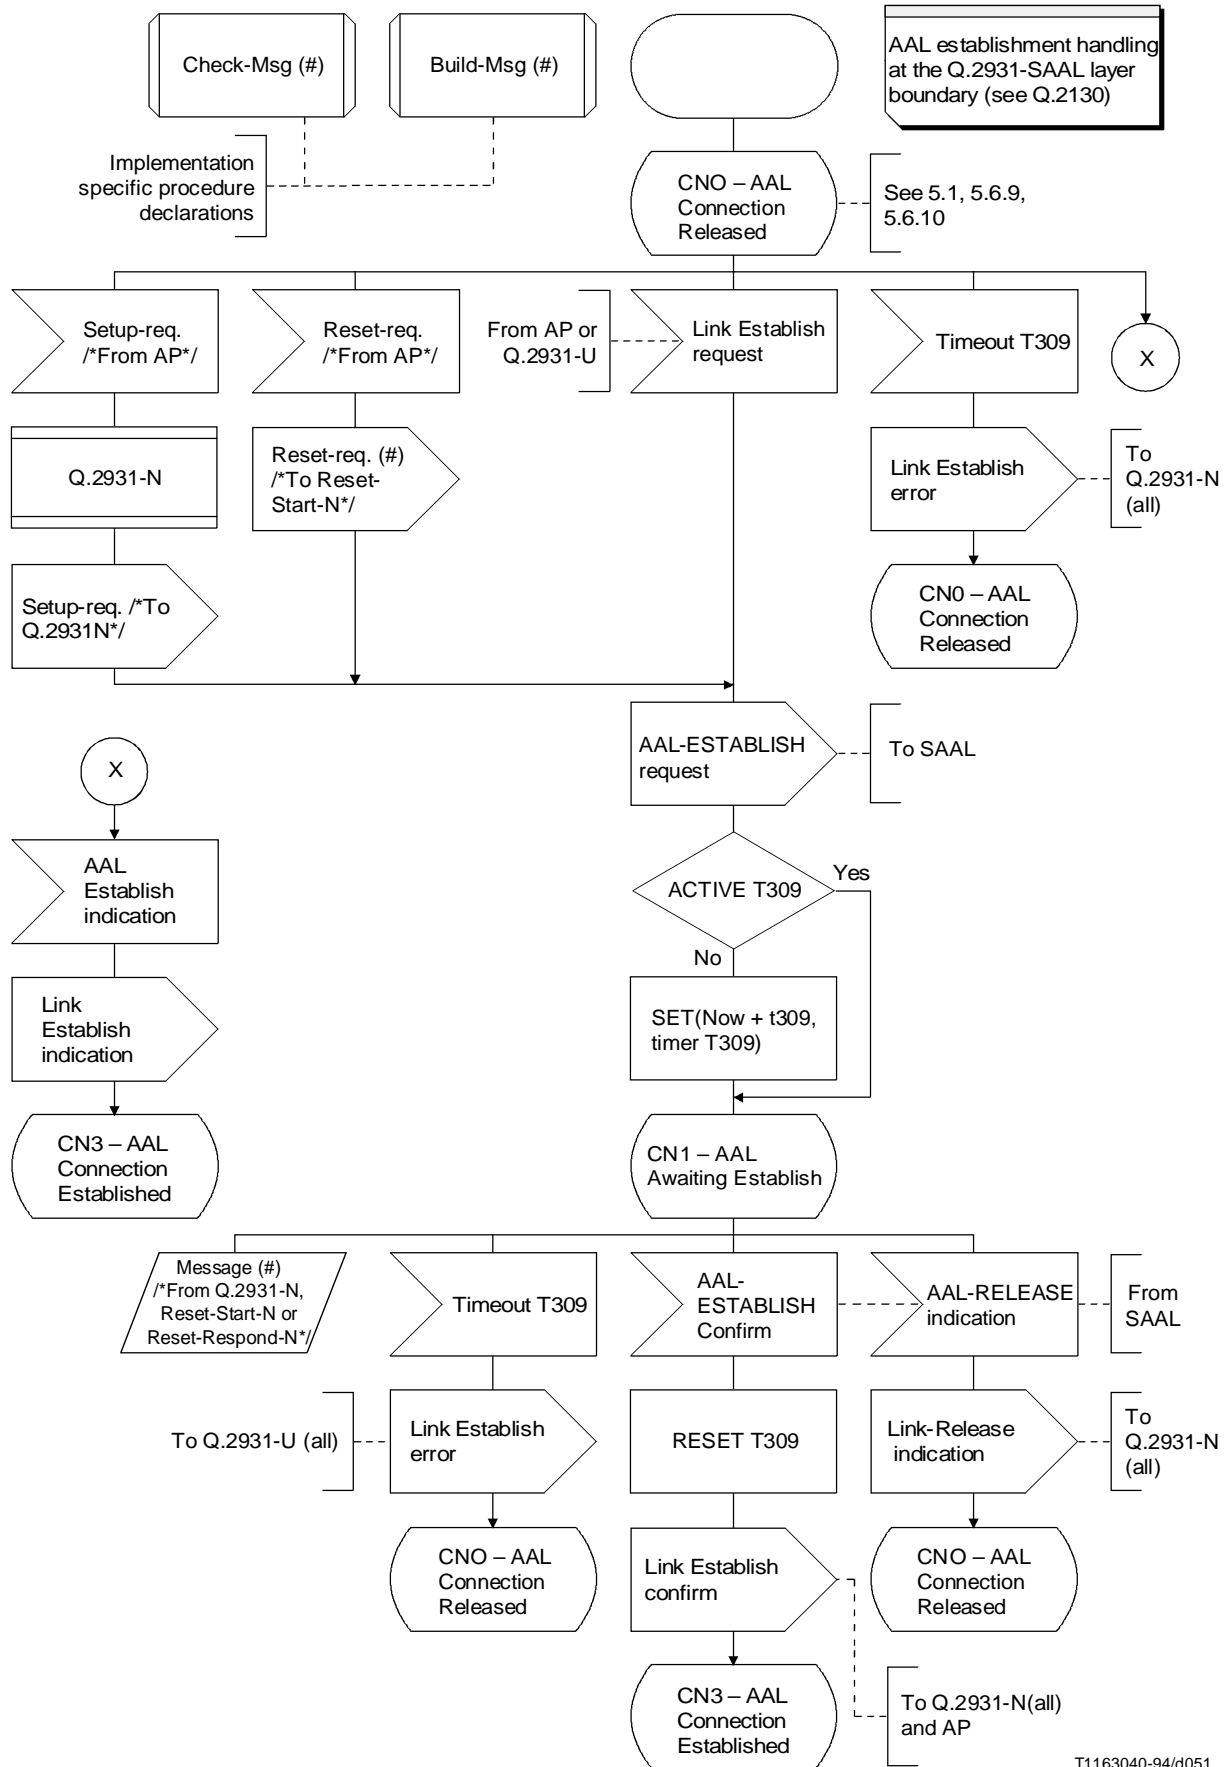 Check-Msg (#)
Build-Msg (#)
AAL establishment handling
at the Q.2931-SAAL layer
boundary (see Q.2130)
Implementation
specific procedure
declarations
CNO – AAL
Connection
Released
See 5.1, 5.6.9,
5.6.10
Setup-req.
/*From AP*/
Reset-req.
/*From AP*/
From AP or
Q.2931-U
Link Establish
request
Timeout T309
X
Q.2931-N
Reset-req. (#)
/*To Reset-
Start-N*/
Link Establish
error
To
Q.2931-N
(all)
Setup-req. /*To
Q.2931N*/
CN0 – AAL
Connection
Released
AAL-ESTABLISH
request
To SAAL
X
AAL
Establish
indication
ACTIVE T309
Yes
No
Link
Establish
indication
SET(Now + t309,
timer T309)
CN3 – AAL
Connection
Established
CN1 – AAL
Awaiting Establish
Message (#)
/*From Q.2931-N,
Reset-Start-N or
Reset-Respond-N*/
Timeout T309
AAL-
ESTABLISH
Confirm
AAL-RELEASE
indication
From
SAAL
To Q.2931-U (all)
Link Establish
error
RESET T309
Link-Release
indication
To
Q.2931-N
(all)
CNO – AAL
Connection
Released
Link Establish
confirm
CNO – AAL
Connection
Released
CN3 – AAL
Connection
Established
To Q.2931-N(all)
and AP
T1163040-94/d051